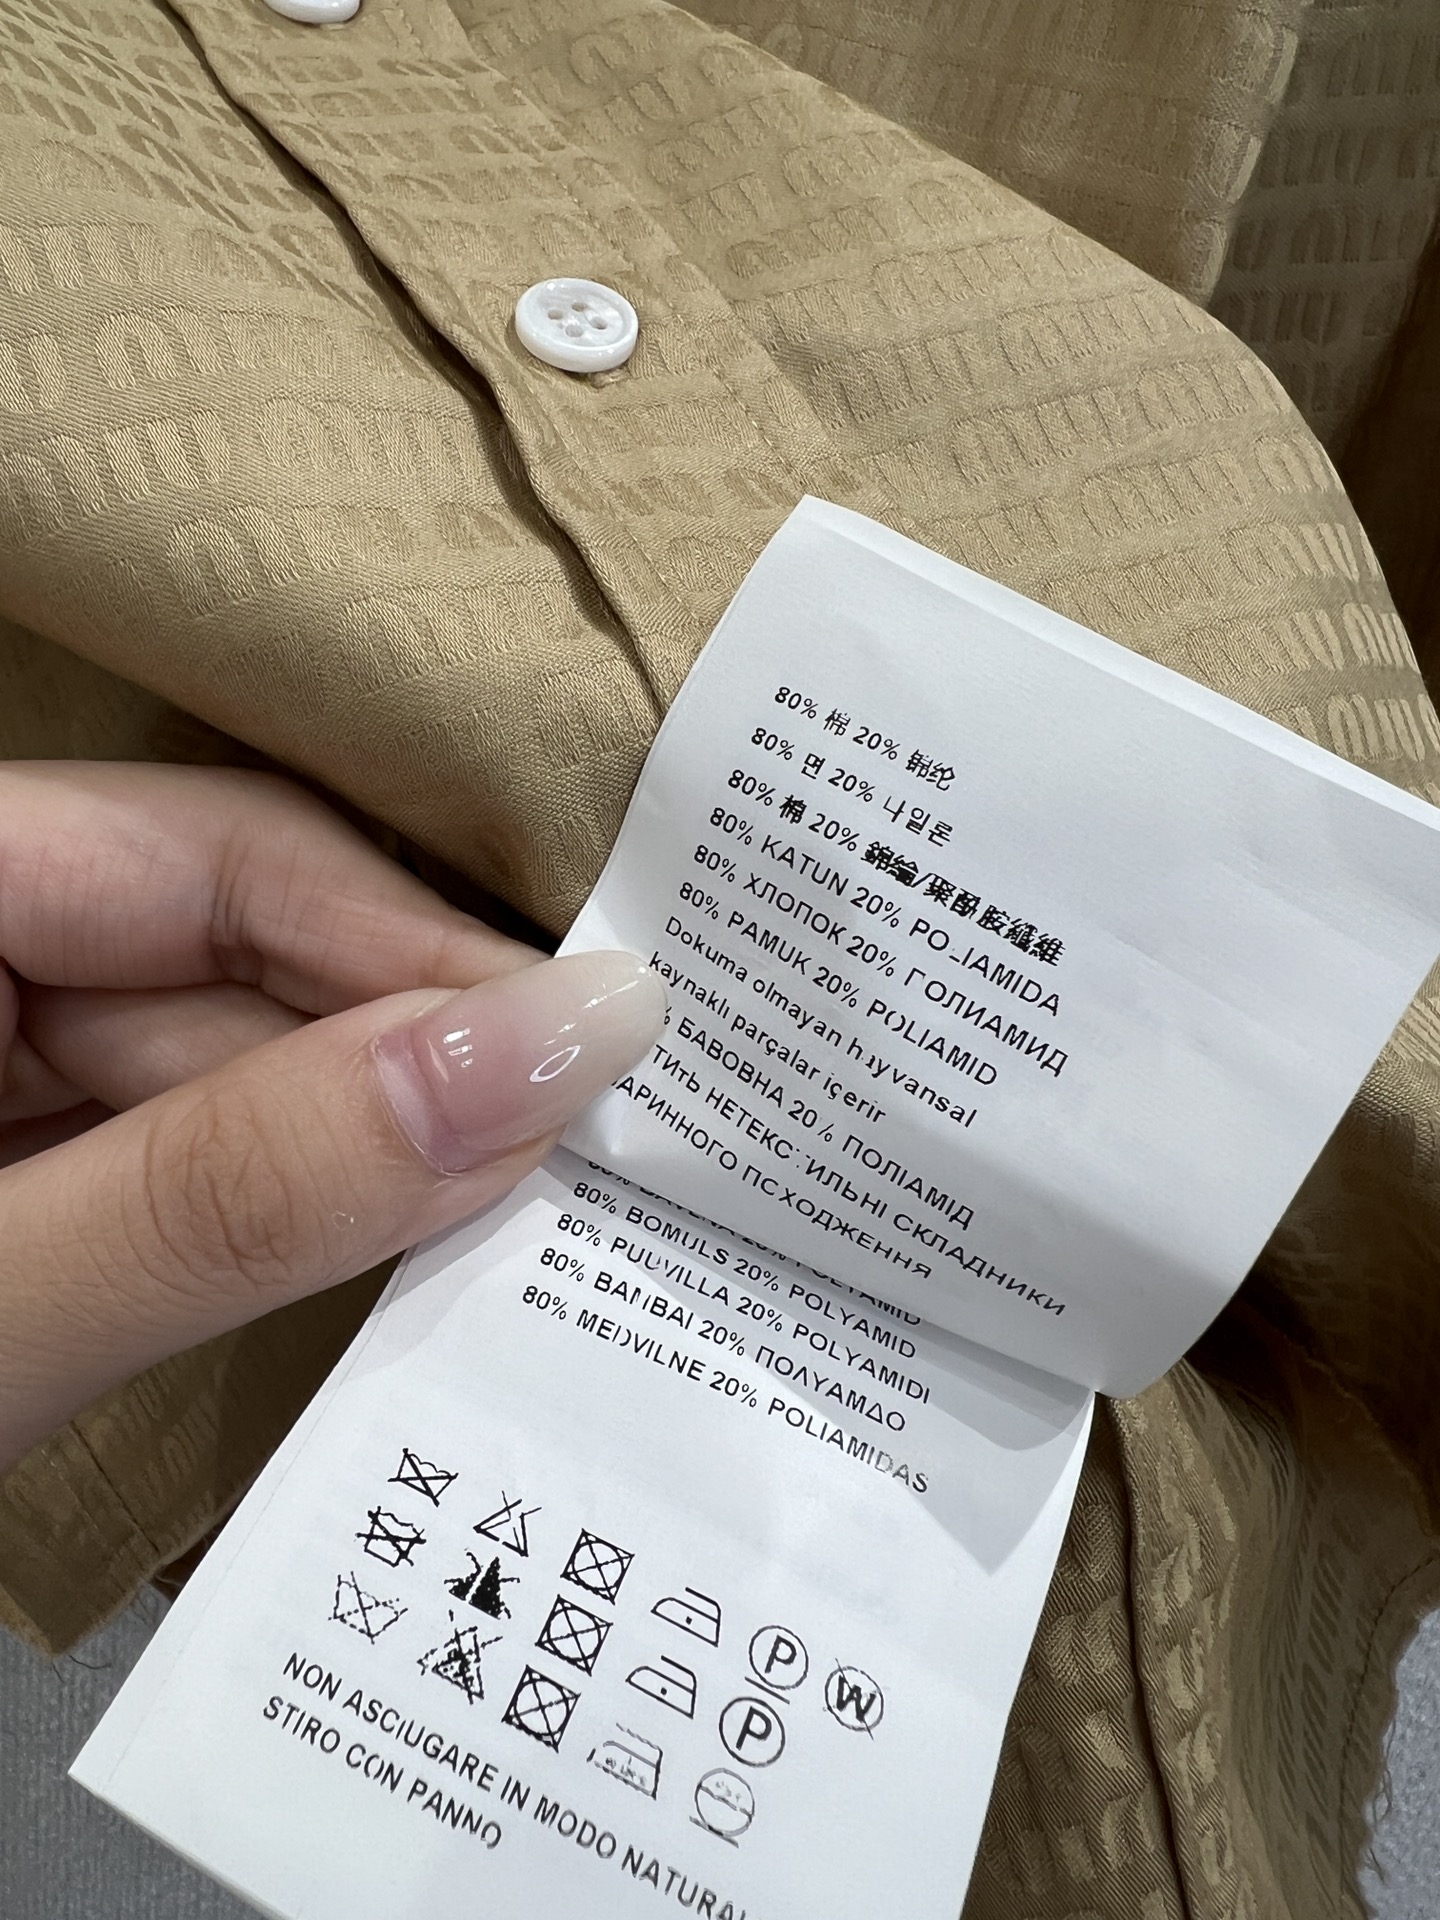 80% 棉 20% 锦纶
80% 면 20% 나일론
80% 棉 20% 錦綸/聚酰胺纖維
80% KATUN 20% POLIAMIDA
80% ХЛОПОК 20% ПОЛИАМИД
80% PAMUK 20% POLIAMID
Dokuma olmayan hayvansal
kaynaklı parçalar içerir
% БАВОВНА 20% ПОЛІАМІД
НЕТЕКСТИЛЬНІ СКЛАДНИКИ
ПОХОДЖЕННЯ
80% BOMULS 20% POLYAMID
80% PUUVILLA 20% POLYAMIDI
80% BAMBAI 20% ΠΟΛΥΑΜΔΟ
80% MEDVILNE 20% POLIAMIDAS
P W
P
NON ASCIUGARE IN MODO NATURAL
STIRO CON PANNO